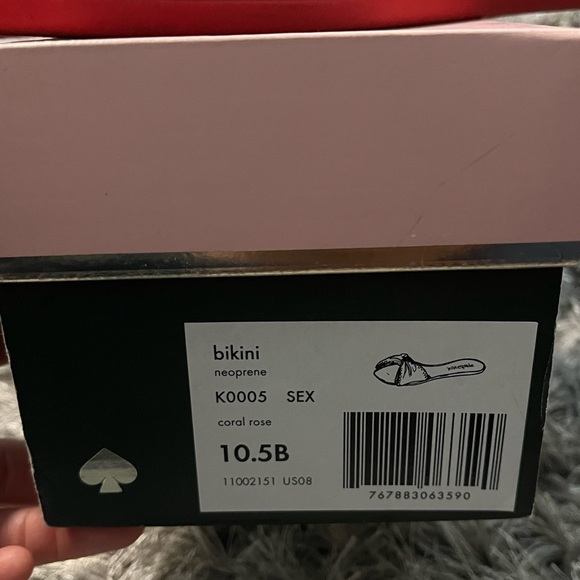 bikini
neoprene
K0005 SEX
coral rose
10.5B
11002151 US08
767883063590